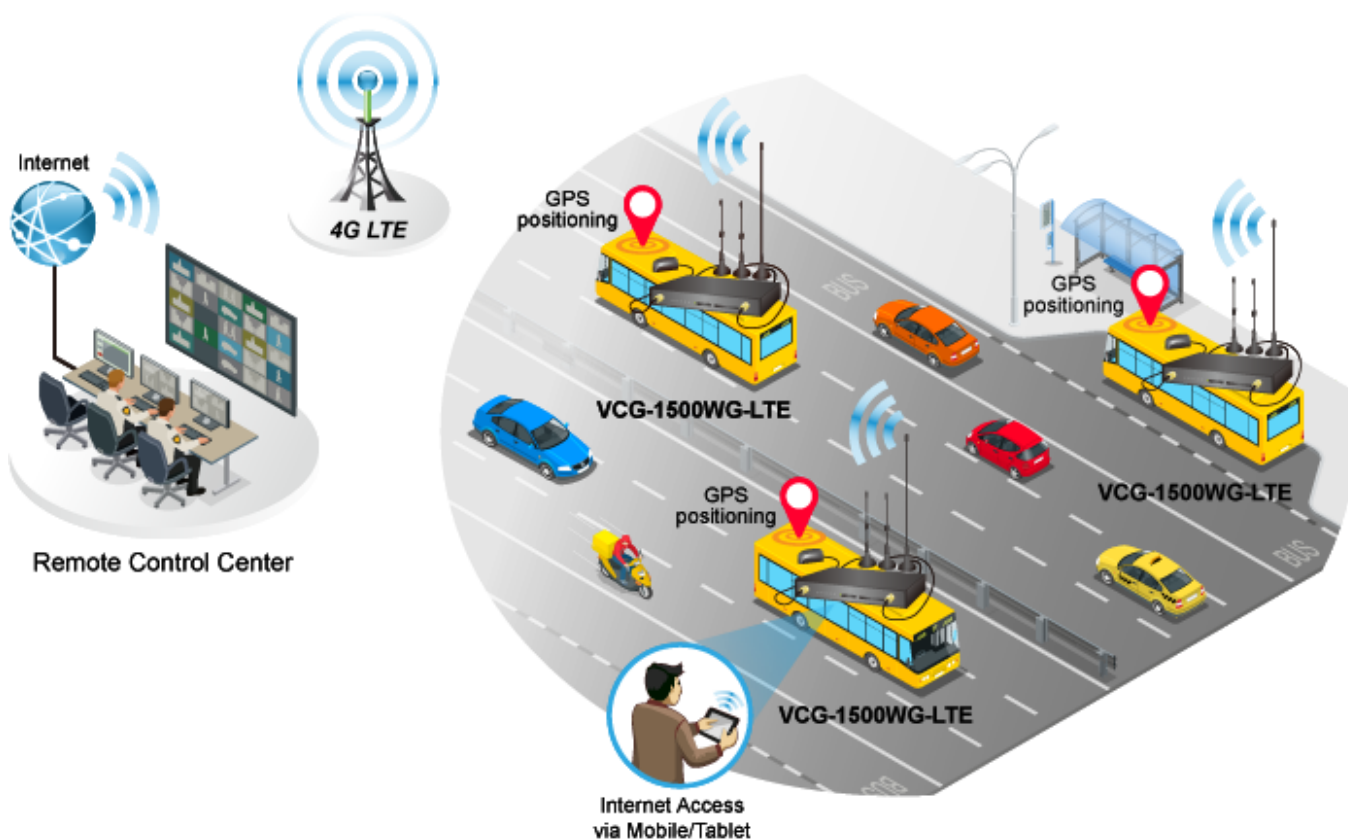 Internet
4G LTE
Remote Control Center
GPS
positioning
VCG-1500WG-LTE
BUS
GPS
positioning
VCG-1500WG-LTE
BUS
GPS
positioning
VCG-1500WG-LTE
BUS
Internet Access
via Mobile/Tablet